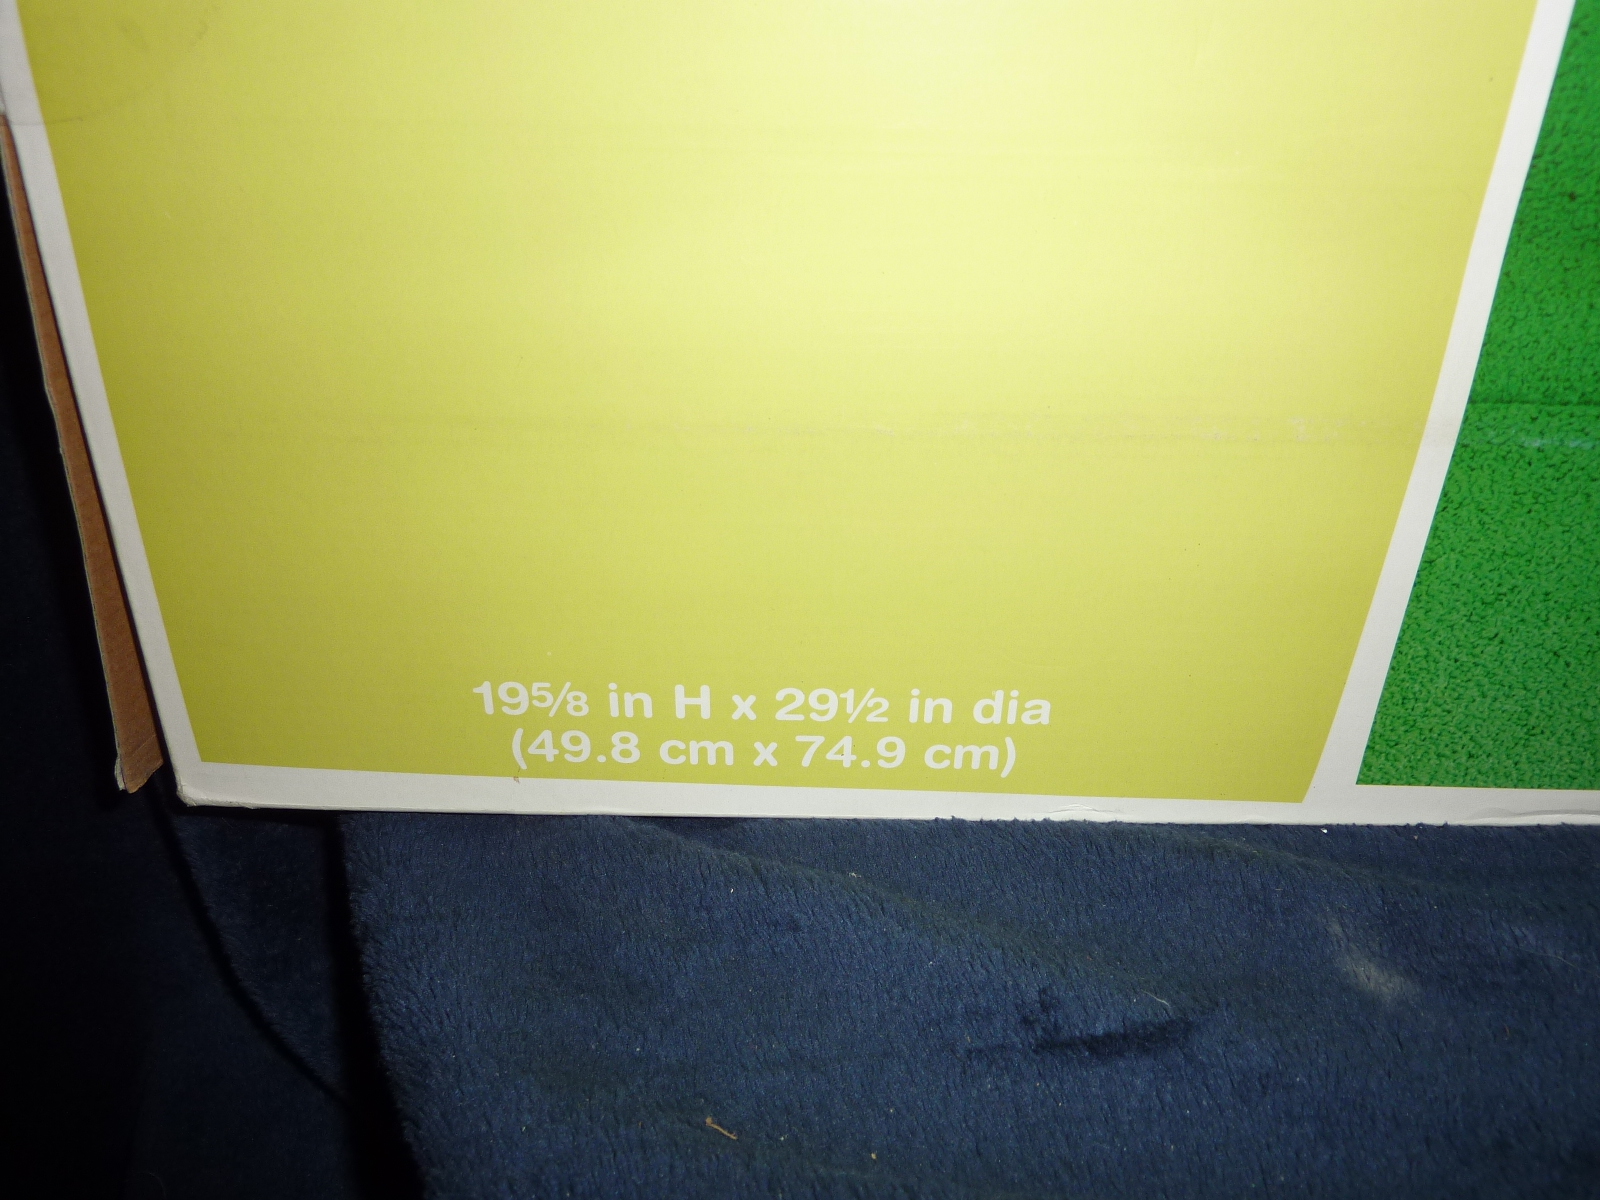 19⅝ in H x 29½ in dia
(49.8 cm x 74.9 cm)